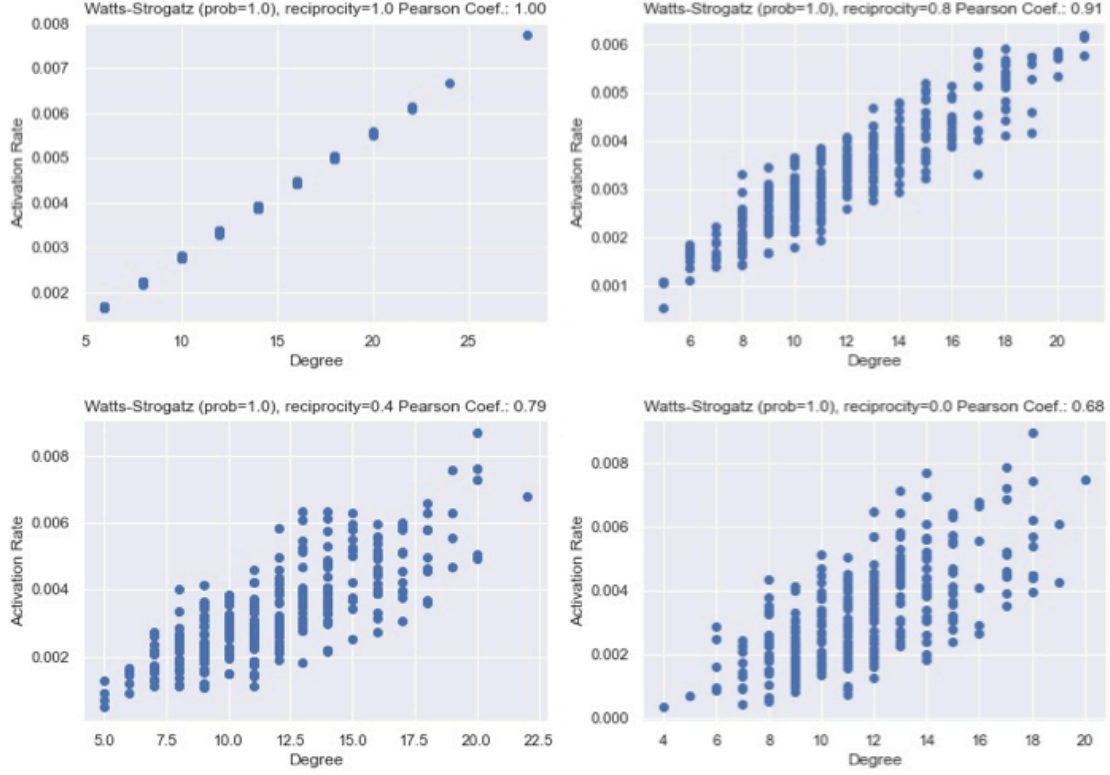 Watts-Strogatz (prob=1.0), reciprocity=1.0 Pearson Coef.: 1.00
0.008
0.007
0.006
0.005
0.004
0.003
0.002
Activation Rate
5 10 15 20 25
Degree
Watts-Strogatz (prob=1.0), reciprocity=0.8 Pearson Coef.: 0.91
0.006
0.005
0.004
0.003
0.002
0.001
Activation Rate
6 8 10 12 14 16 18 20
Degree
Watts-Strogatz (prob=1.0), reciprocity=0.4 Pearson Coef.: 0.79
0.008
0.006
0.004
0.002
Activation Rate
5.0 7.5 10.0 12.5 15.0 17.5 20.0 22.5
Degree
Watts-Strogatz (prob=1.0), reciprocity=0.0 Pearson Coef.: 0.68
0.008
0.006
0.004
0.002
0.000
Activation Rate
4 6 8 10 12 14 16 18 20
Degree